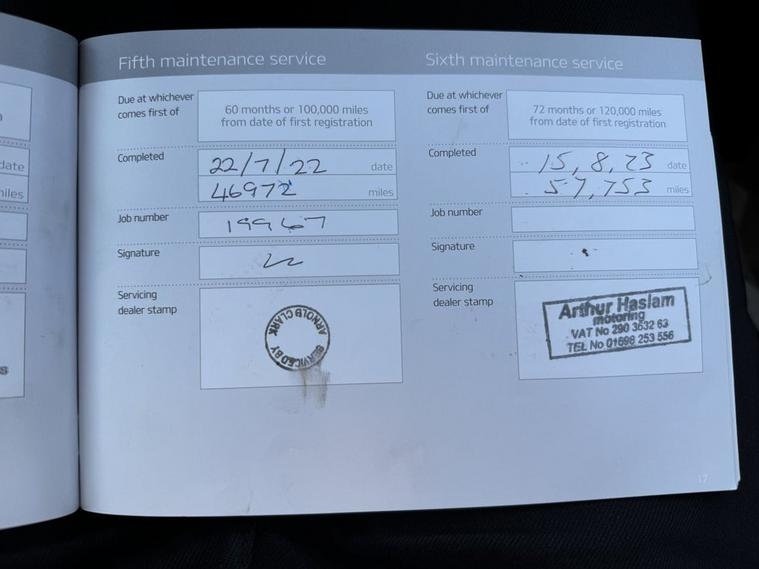 Fifth maintenance service
Due at whichever
comes first of
60 months or 100,000 miles
from date of first registration
Completed
22/7/22 date
46972 miles
Job number
19967
Signature
Servicing
dealer stamp
SERVICED BY ARNOLD CLARK
Sixth maintenance service
Due at whichever
comes first of
72 months or 120,000 miles
from date of first registration
Completed
15,8,23 date
57,753 miles
Job number
Signature
Servicing
dealer stamp
Arthur Haslam
motoring
VAT No 290 3632 63
TEL No 01698 253 556
17
date
miles
s